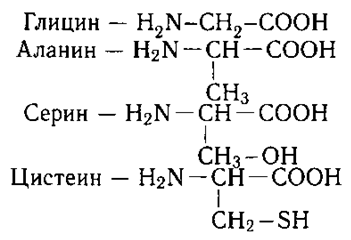 Глицин — H₂N—CH₂—COOH
Аланин — H₂N—CH—COOH
CH₃
Серин — H₂N—CH—COOH
CH₃—OH
Цистеин — H₂N—CH—COOH
CH₂—SH